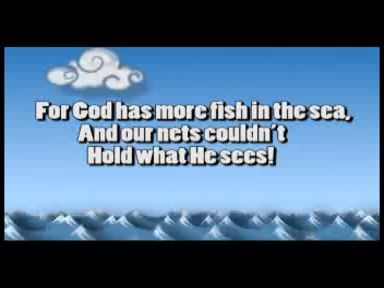 For God has more fish in the sea,
And our nets couldn't
Hold what He sees!